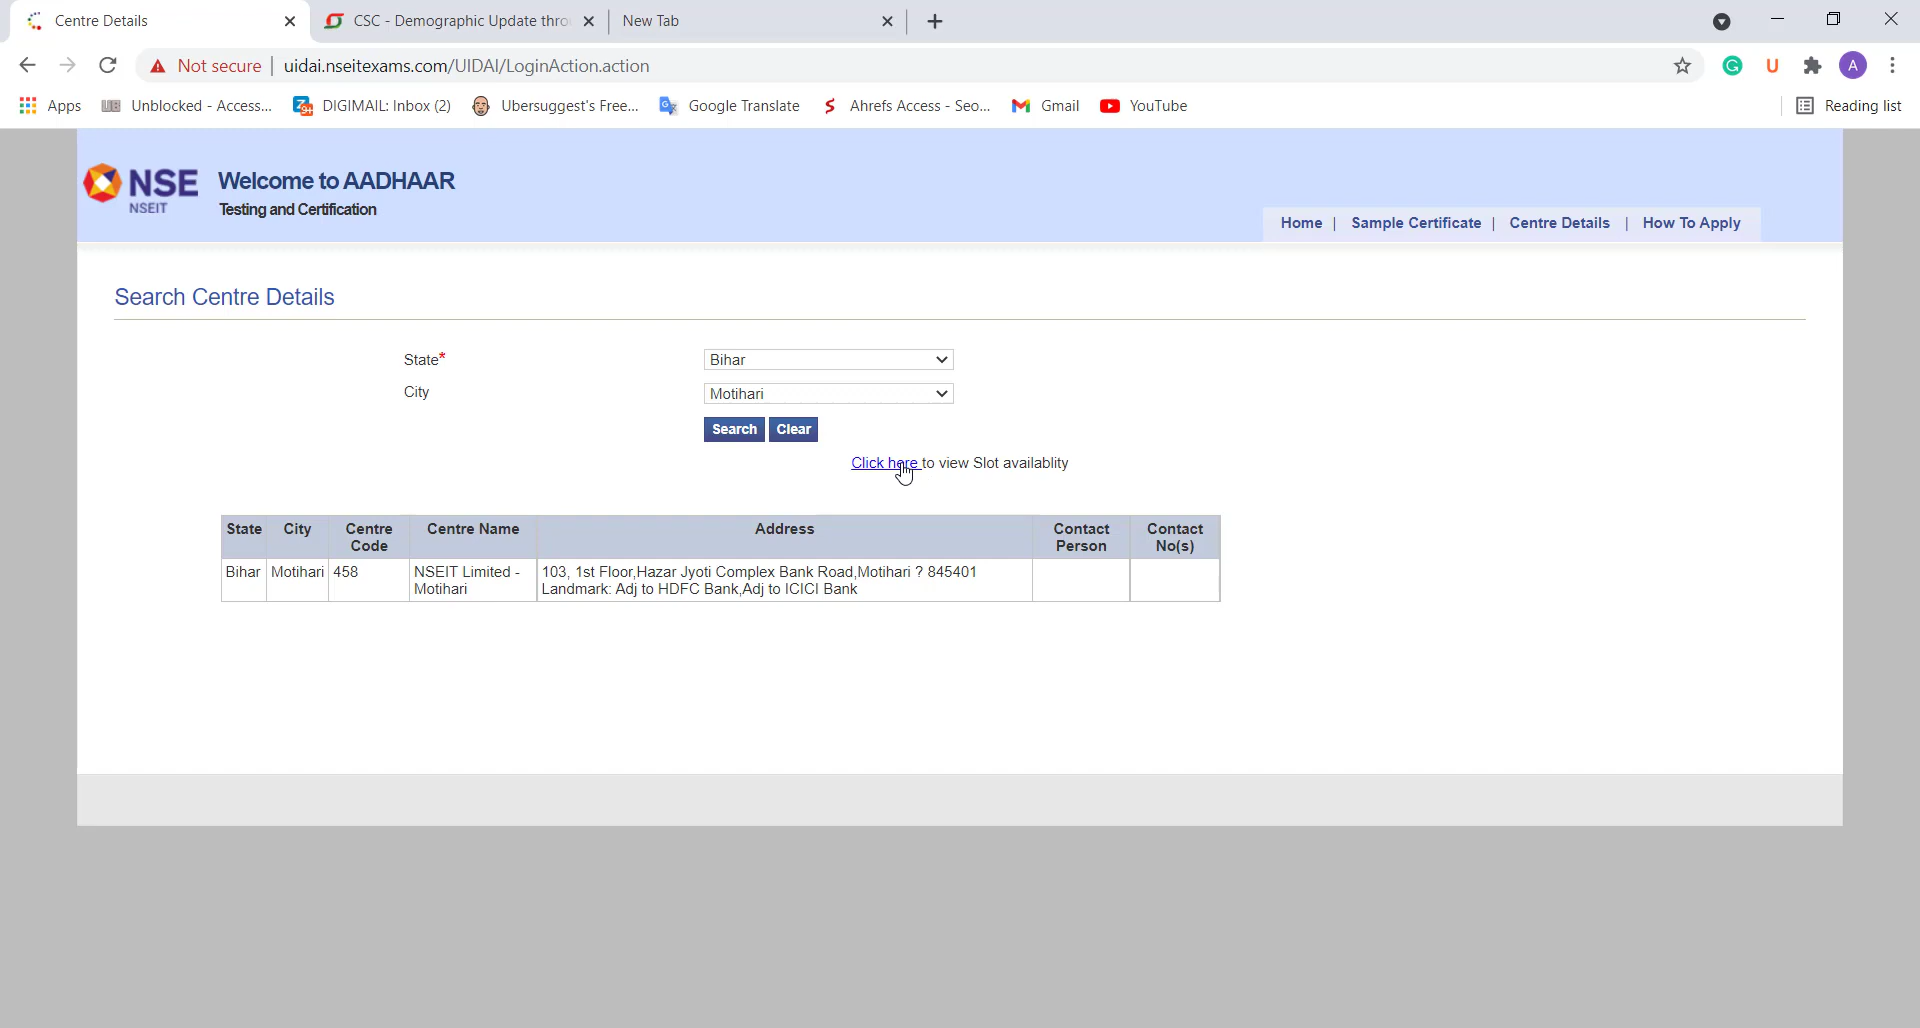 Centre Details
CSC - Demographic Update thro
New Tab
Not secure | uidai.nseitexams.com/UIDAI/LoginAction.action
A
Apps
UB Unblocked - Access...
DIGIMAIL: Inbox (2)
Ubersuggest's Free...
Google Translate
Ahrefs Access - Seo...
Gmail
YouTube
Reading list
NSE
NSEIT
Welcome to AADHAAR
Testing and Certification
Home | Sample Certificate | Centre Details | How To Apply
Search Centre Details
State* Bihar
City Motihari
Search Clear
Click here to view Slot availablity
State City Centre Code Centre Name Address Contact Person Contact No(s)
Bihar Motihari 458 NSEIT Limited - Motihari 103, 1st Floor,Hazar Jyoti Complex Bank Road,Motihari ? 845401
Landmark: Adj to HDFC Bank,Adj to ICICI Bank